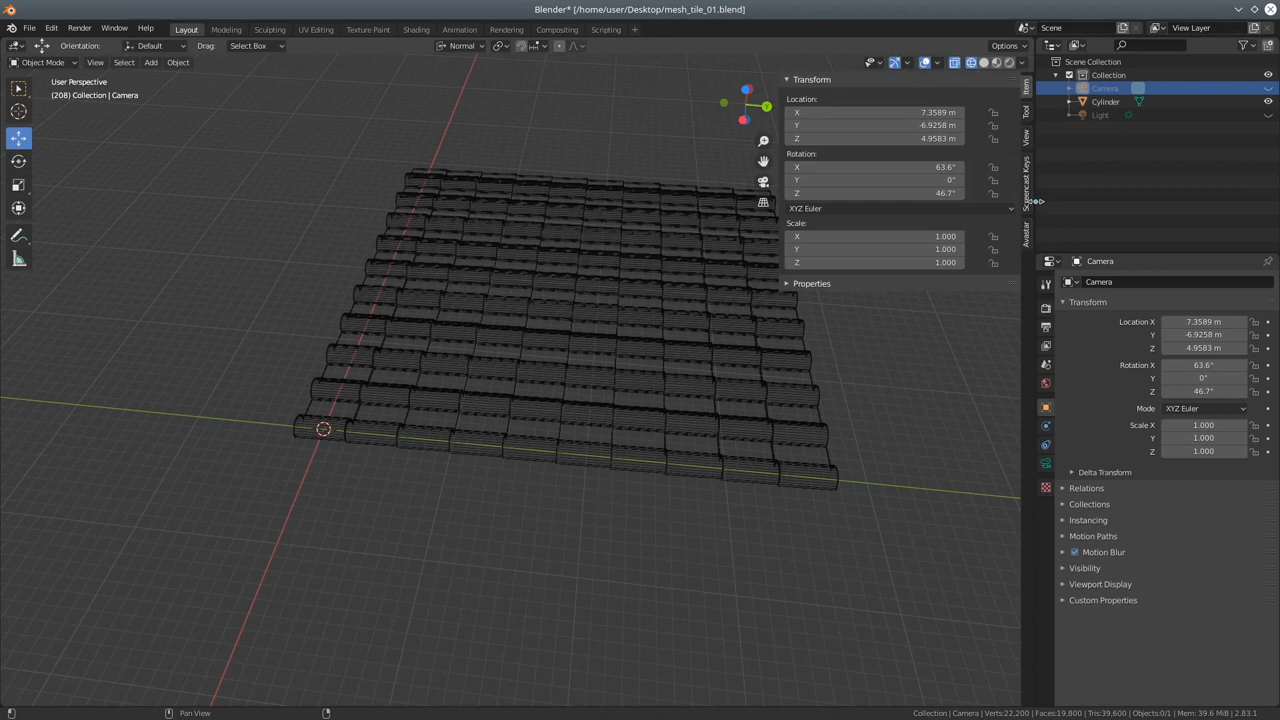 Blender* [/home/user/Desktop/mesh_tile_01.blend]
File Edit Render Window Help Layout Modeling Sculpting UV Editing Texture Paint Shading Animation Rendering Compositing Scripting + Scene View Layer
Orientation: Default Drag: Select Box Normal Options
Object Mode View Select Add Object
User Perspective
(208) Collection | Camera
Transform
Location:
X 7.3589 m
Y -6.9258 m
Z 4.9583 m
Rotation:
X 63.6°
Y 0°
Z 46.7°
XYZ Euler
Scale:
X 1.000
Y 1.000
Z 1.000
Properties
Item
Tool
View
Screencast Keys
Avastar
Scene Collection
Collection
Camera
Cylinder
Light
Camera
Camera
Transform
Location X 7.3589 m
Y -6.9258 m
Z 4.9583 m
Rotation X 63.6°
Y 0°
Z 46.7°
Mode XYZ Euler
Scale X 1.000
Y 1.000
Z 1.000
Delta Transform
Relations
Collections
Instancing
Motion Paths
Motion Blur
Visibility
Viewport Display
Custom Properties
Pan View
Collection | Camera | Verts:22,200 | Faces:19,800 | Tris:39,600 | Objects:0/1 | Mem: 39.6 MiB | 2.83.1